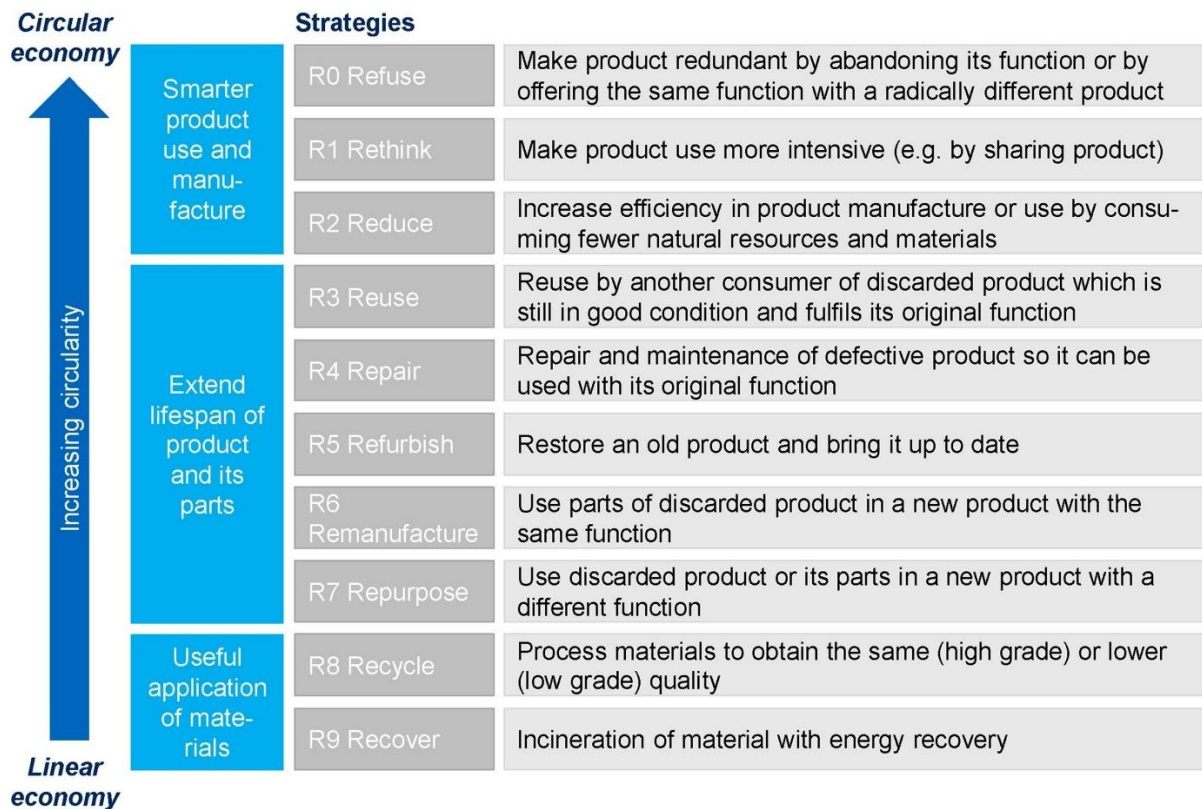 Circular
economy
Strategies
Smarter
product
use and
manu-
facture
R0 Refuse
Make product redundant by abandoning its function or by
offering the same function with a radically different product
R1 Rethink
Make product use more intensive (e.g. by sharing product)
R2 Reduce
Increase efficiency in product manufacture or use by consu-
ming fewer natural resources and materials
Increasing circularity
Extend
lifespan of
product
and its
parts
R3 Reuse
Reuse by another consumer of discarded product which is
still in good condition and fulfils its original function
R4 Repair
Repair and maintenance of defective product so it can be
used with its original function
R5 Refurbish
Restore an old product and bring it up to date
R6
Remanufacture
Use parts of discarded product in a new product with the
same function
R7 Repurpose
Use discarded product or its parts in a new product with a
different function
Useful
application
of mate-
rials
R8 Recycle
Process materials to obtain the same (high grade) or lower
(low grade) quality
R9 Recover
Incineration of material with energy recovery
Linear
economy